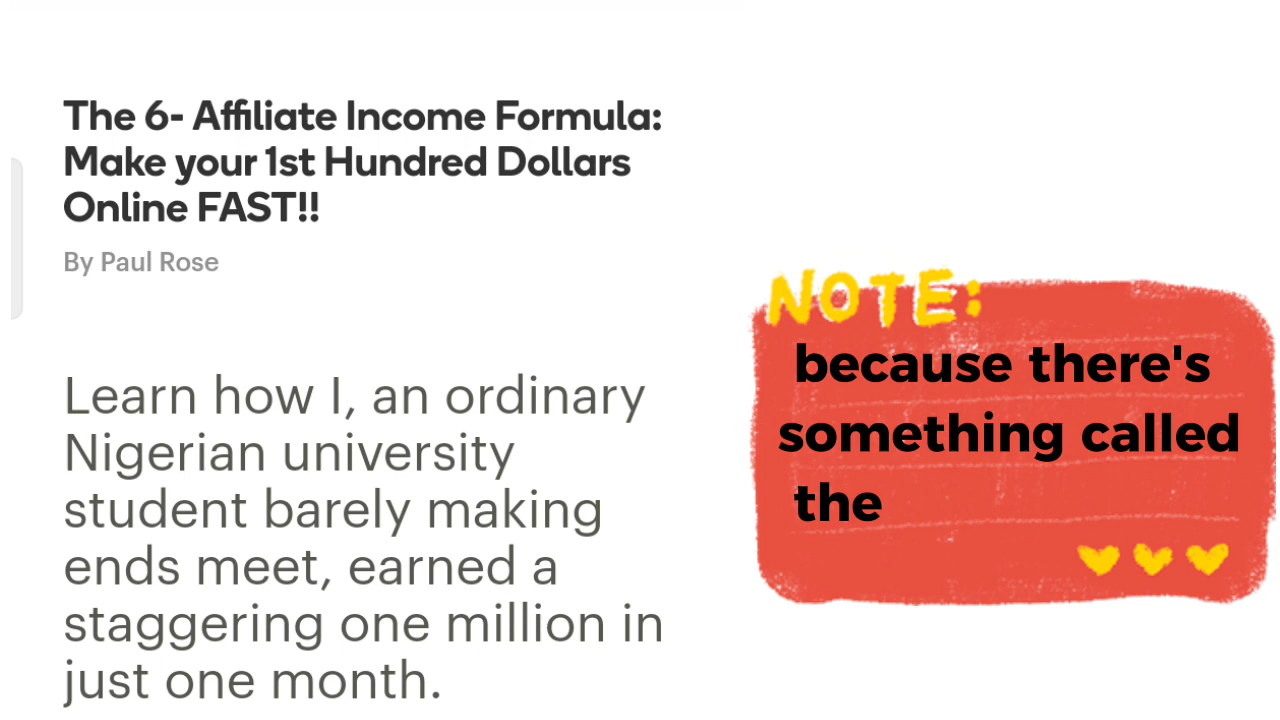 The 6- Affiliate Income Formula:
Make your 1st Hundred Dollars
Online FAST!!
By Paul Rose
Learn how I, an ordinary
Nigerian university
student barely making
ends meet, earned a
staggering one million in
just one month.
NOTE:
because there's
something called
the